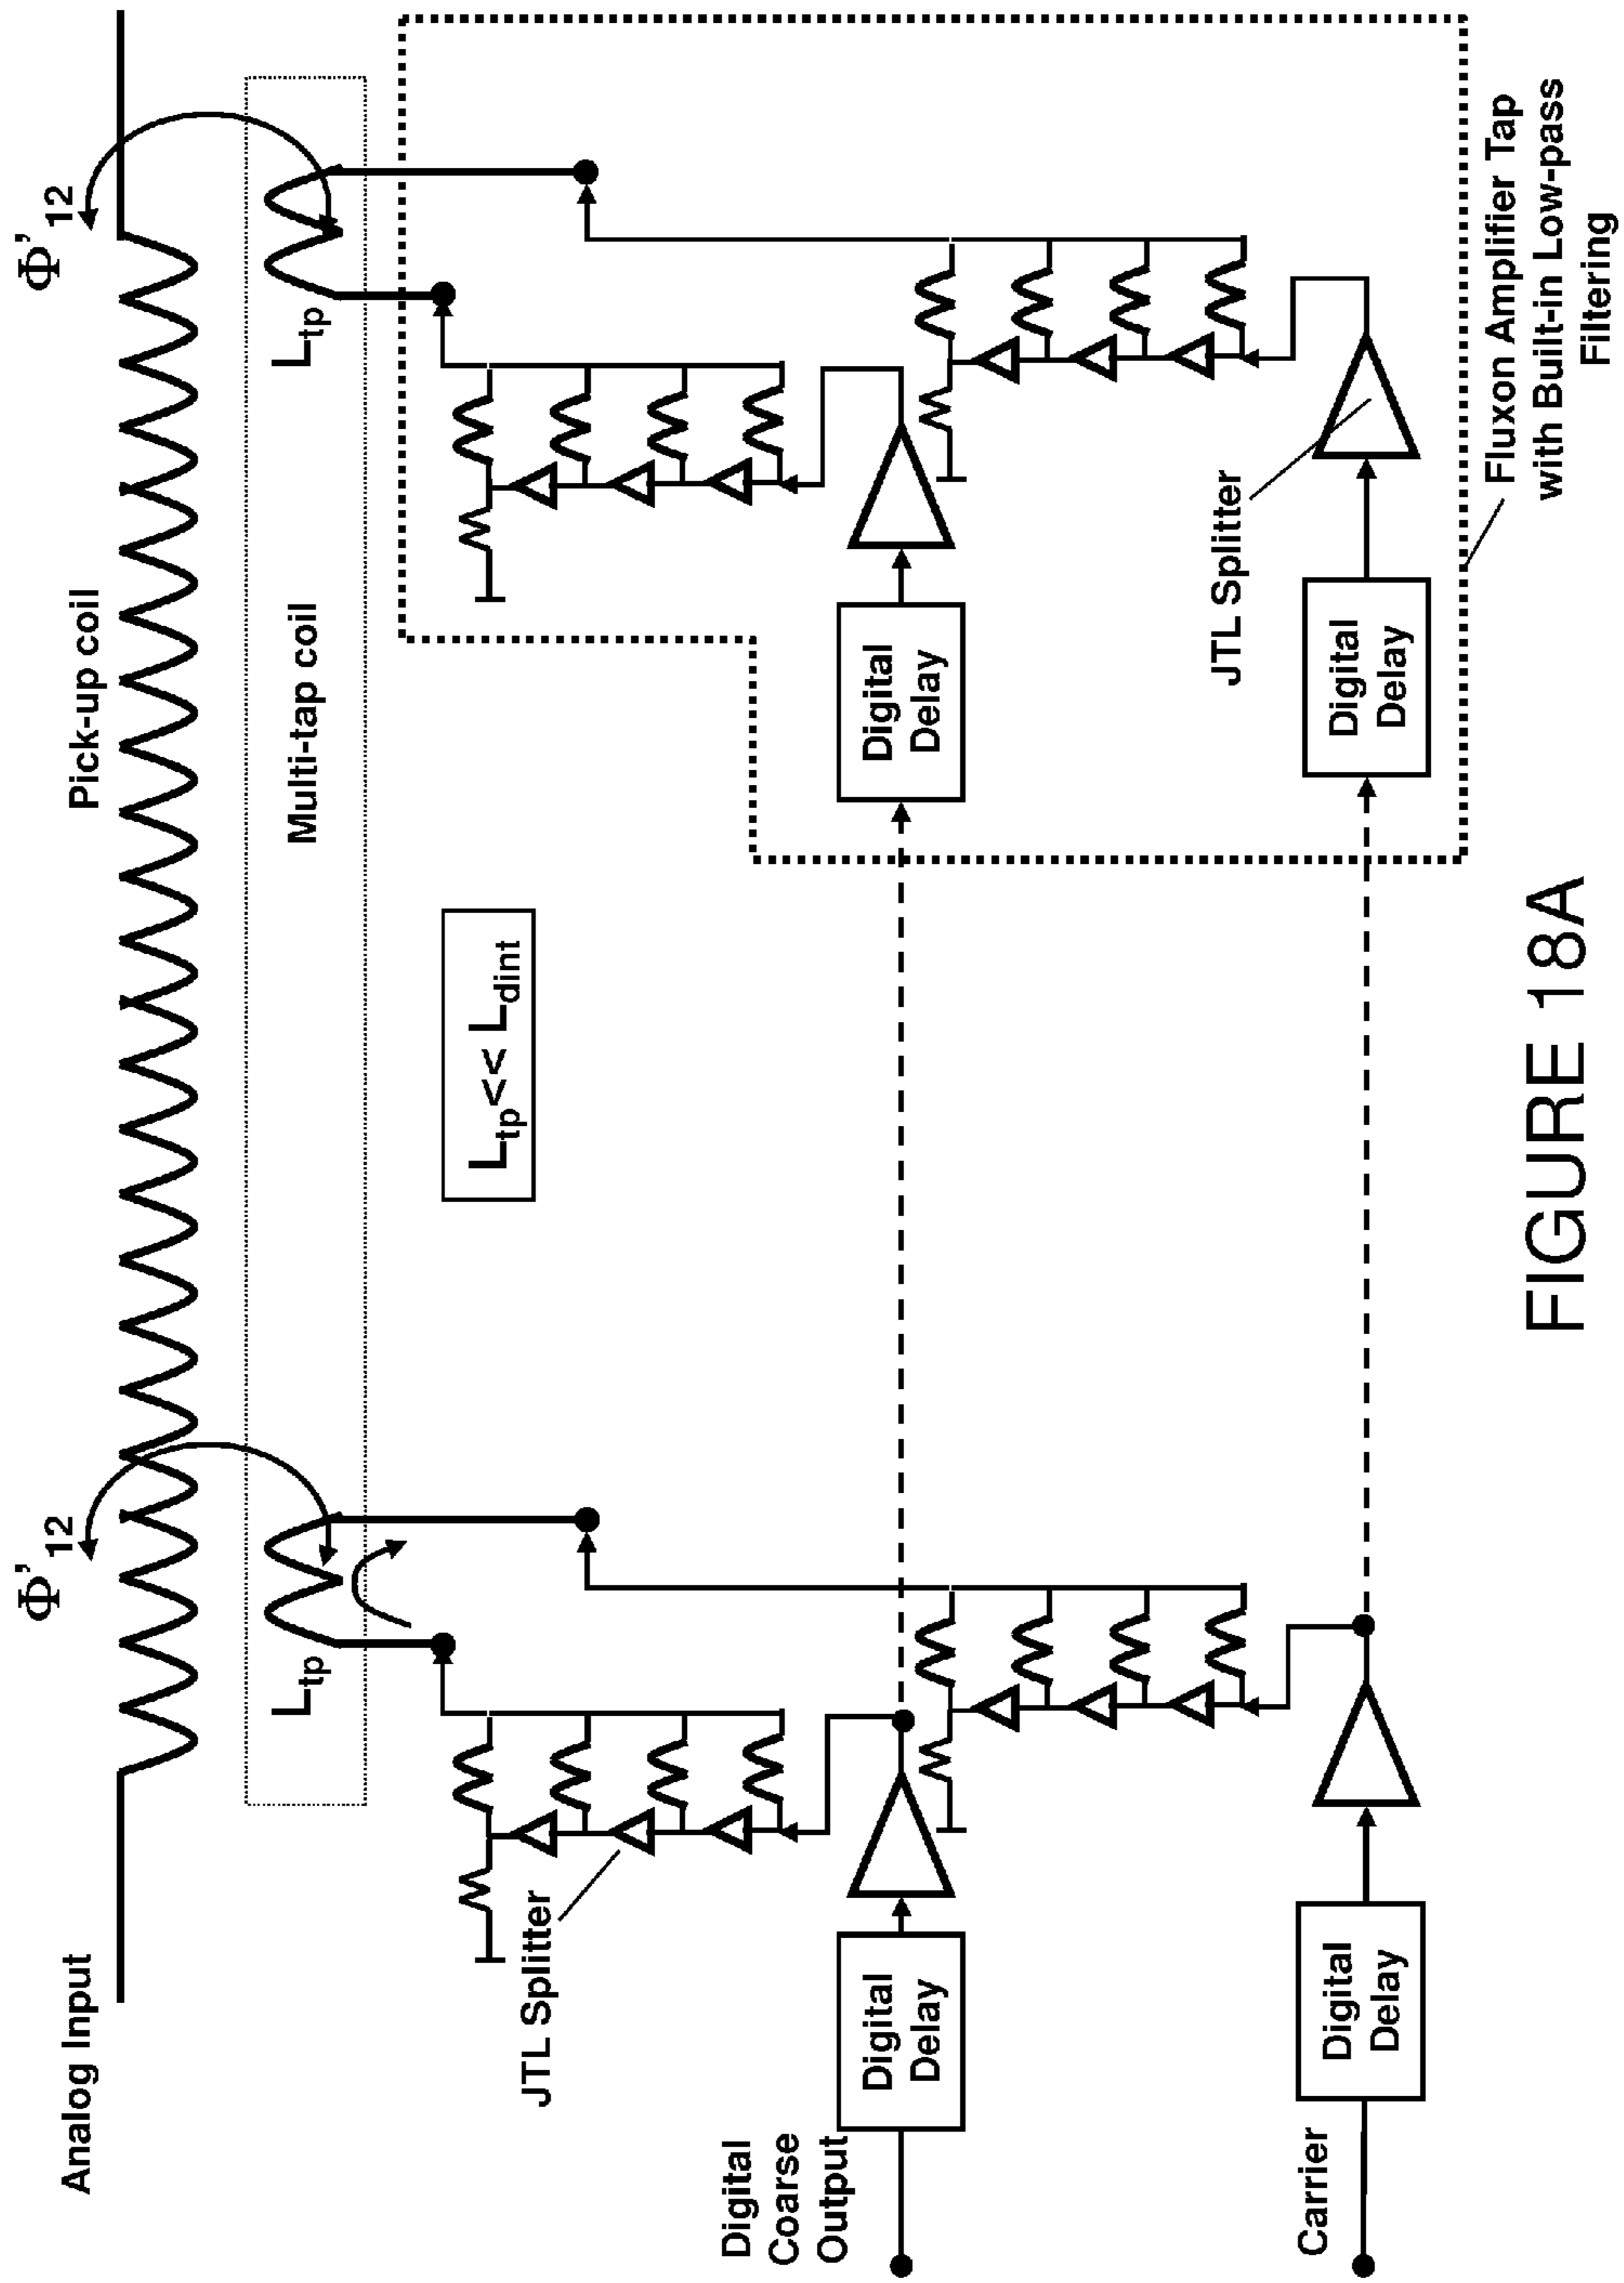 Analog Input
Pick-up coil
Φ'12
Φ'12
Multi-tap coil
Ltp
Ltp
Ltp << Ldint
JTL Splitter
Digital
Coarse
Output
Digital
Delay
Digital
Delay
JTL Splitter
Carrier
Digital
Delay
Digital
Delay
Fluxon Amplifier Tap
with Built-in Low-pass
Filtering
FIGURE 18A